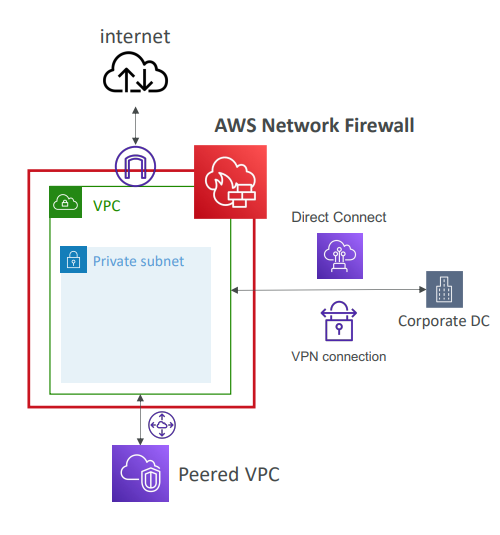 internet
AWS Network Firewall
VPC
Direct Connect
Private subnet
Corporate DC
VPN connection
Peered VPC